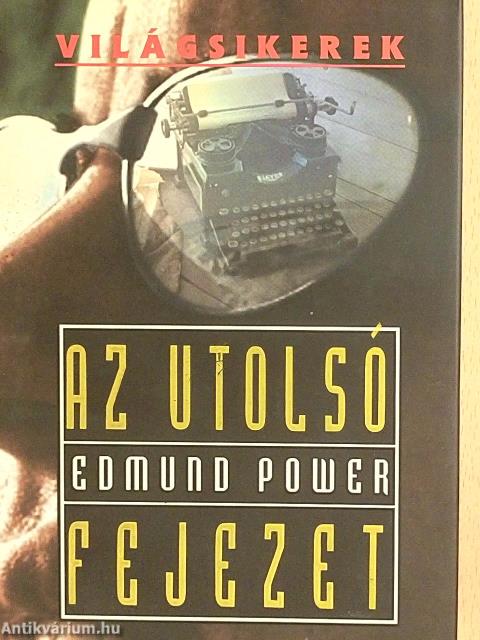 VILÁGSIKEREK
AZ UTOLSÓ
EDMUND POWER
FEJEZET
Antikvárium.hu